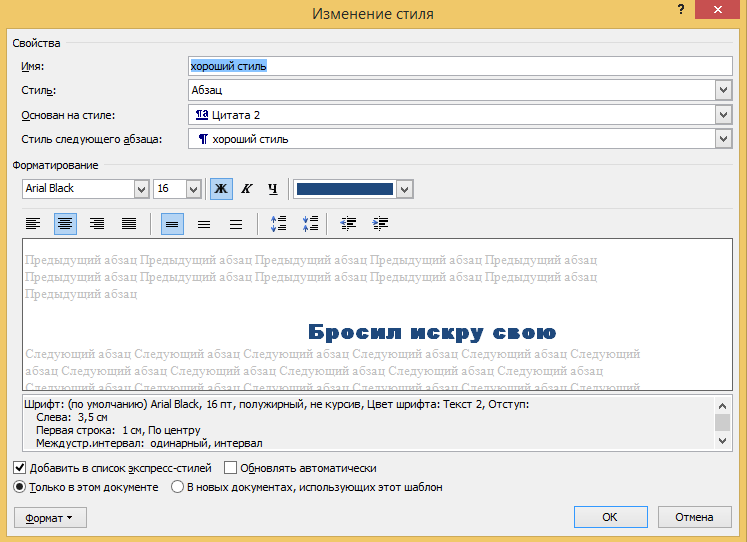 Изменение стиля
?
Свойства
Имя: хороший стиль
Стиль: Абзац
Основан на стиле: ¶a Цитата 2
Стиль следующего абзаца: ¶ хороший стиль
Форматирование
Arial Black 16 Ж К Ч
Предыдущий абзац Предыдущий абзац Предыдущий абзац Предыдущий абзац Предыдущий абзац
Предыдущий абзац Предыдущий абзац Предыдущий абзац Предыдущий абзац Предыдущий абзац
Предыдущий абзац
Бросил искру свою
Следующий абзац Следующий абзац Следующий абзац Следующий абзац Следующий абзац Следующий
абзац Следующий абзац Следующий абзац Следующий абзац Следующий абзац Следующий абзац
Следующий абзац Следующий абзац Следующий абзац Следующий абзац Следующий абзац Следующий
Шрифт: (по умолчанию) Arial Black, 16 пт, полужирный, не курсив, Цвет шрифта: Текст 2, Отступ:
Слева: 3,5 см
Первая строка: 1 см, По центру
Междустр.интервал: одинарный, интервал
Добавить в список экспресс-стилей Обновлять автоматически
Только в этом документе В новых документах, использующих этот шаблон
Формат ОК Отмена